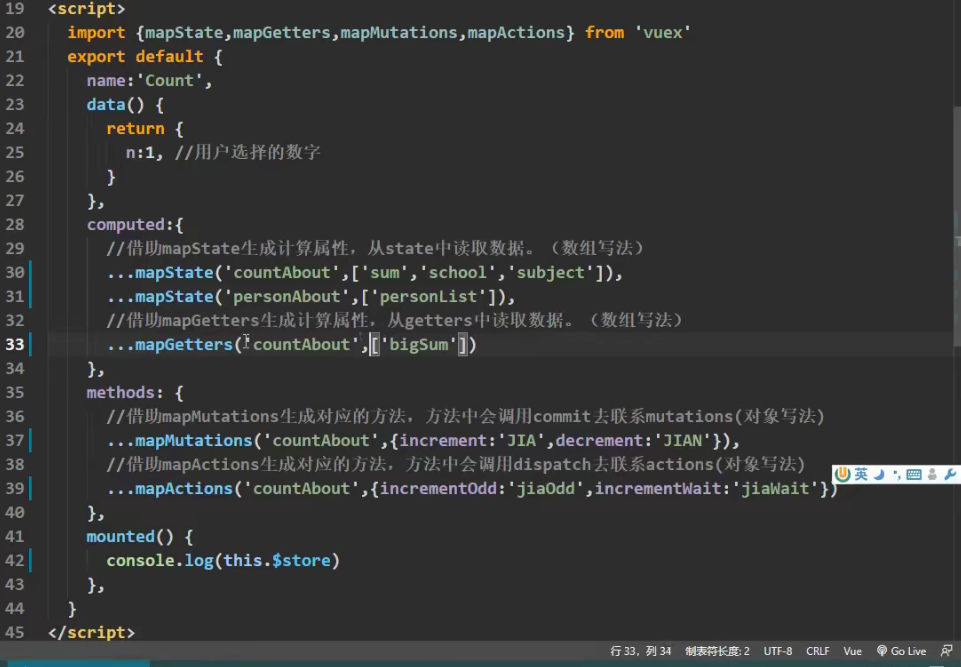 19 <script>
20 import {mapState,mapGetters,mapMutations,mapActions} from 'vuex'
21 export default {
22 name:'Count',
23 data() {
24 return {
25 n:1, //用户选择的数字
26 }
27 },
28 computed:{
29 //借助mapState生成计算属性，从state中读取数据。（数组写法）
30 ...mapState('countAbout',['sum','school','subject']),
31 ...mapState('personAbout',['personList']),
32 //借助mapGetters生成计算属性，从getters中读取数据。（数组写法）
33 ...mapGetters('countAbout',['bigSum'])
34 },
35 methods: {
36 //借助mapMutations生成对应的方法，方法中会调用commit去联系mutations(对象写法)
37 ...mapMutations('countAbout',{increment:'JIA',decrement:'JIAN'}),
38 //借助mapActions生成对应的方法，方法中会调用dispatch去联系actions(对象写法)
39 ...mapActions('countAbout',{incrementOdd:'jiaOdd',incrementWait:'jiaWait'})
40 },
41 mounted() {
42 console.log(this.$store)
43 },
44 }
45 </script>
英
行 33，列 34 制表符长度: 2 UTF-8 CRLF Vue Go Live